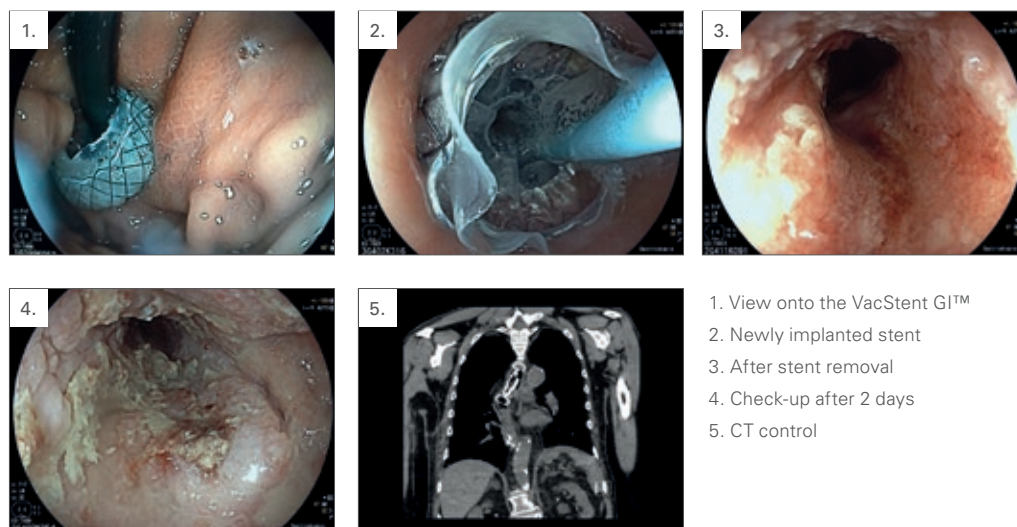 1.
2.
3.
4.
5.
1. View onto the VacStent GI™
2. Newly implanted stent
3. After stent removal
4. Check-up after 2 days
5. CT control